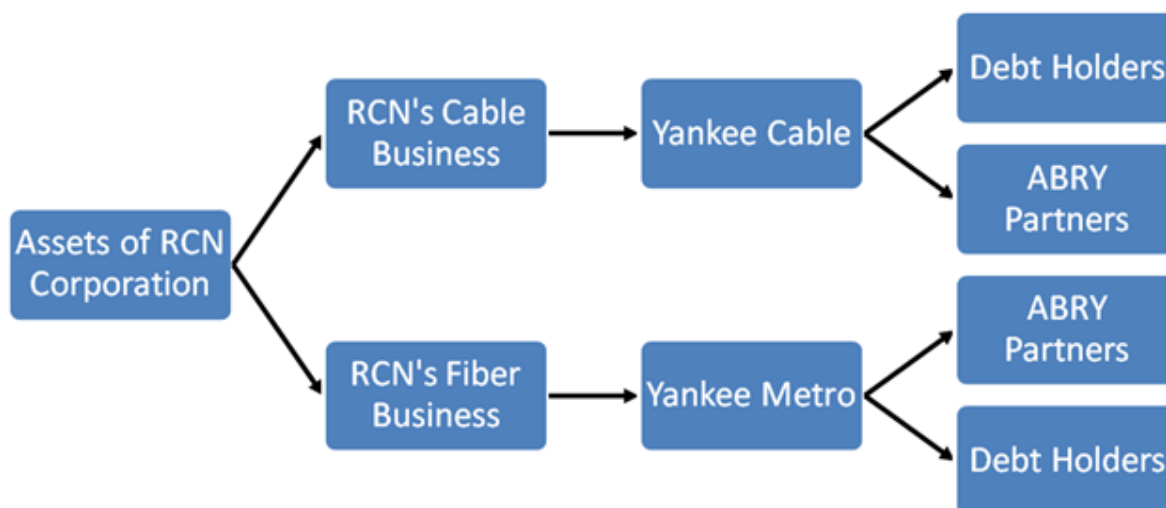 Assets of RCN
Corporation
RCN's Cable
Business
Yankee Cable
Debt Holders
ABRY
Partners
RCN's Fiber
Business
Yankee Metro
ABRY
Partners
Debt Holders